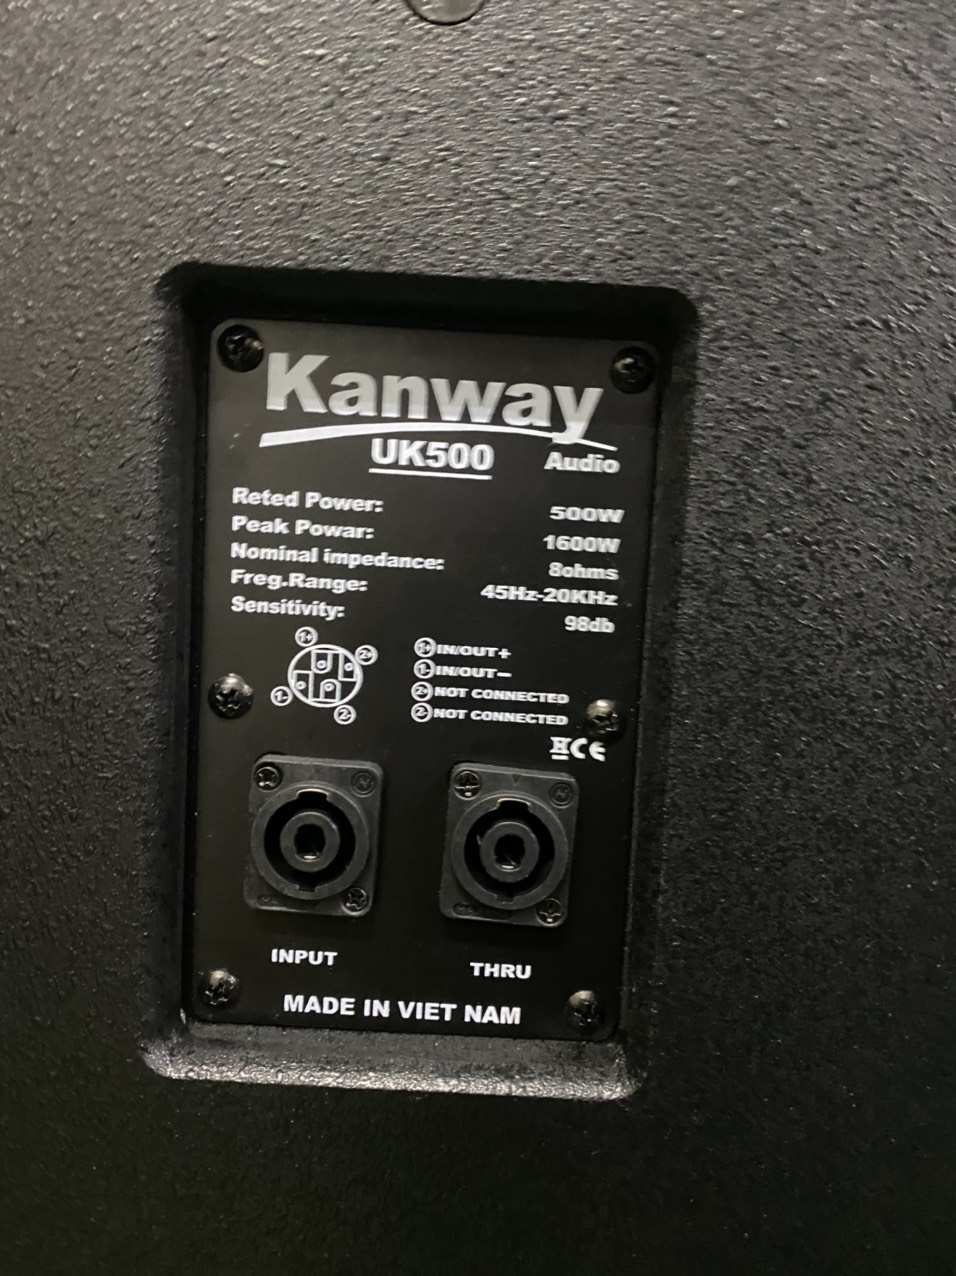 Kanway
UK500 Audio
Reted Power: 500W
Peak Powar: 1600W
Nominal impedance: 8ohms
Freg.Range: 45Hz-20KHz
Sensitivity: 98db
1+ 2+ 1- 2-
1+ IN/OUT+
1- IN/OUT-
2+ NOT CONNECTED
2- NOT CONNECTED
CE
INPUT THRU
MADE IN VIET NAM